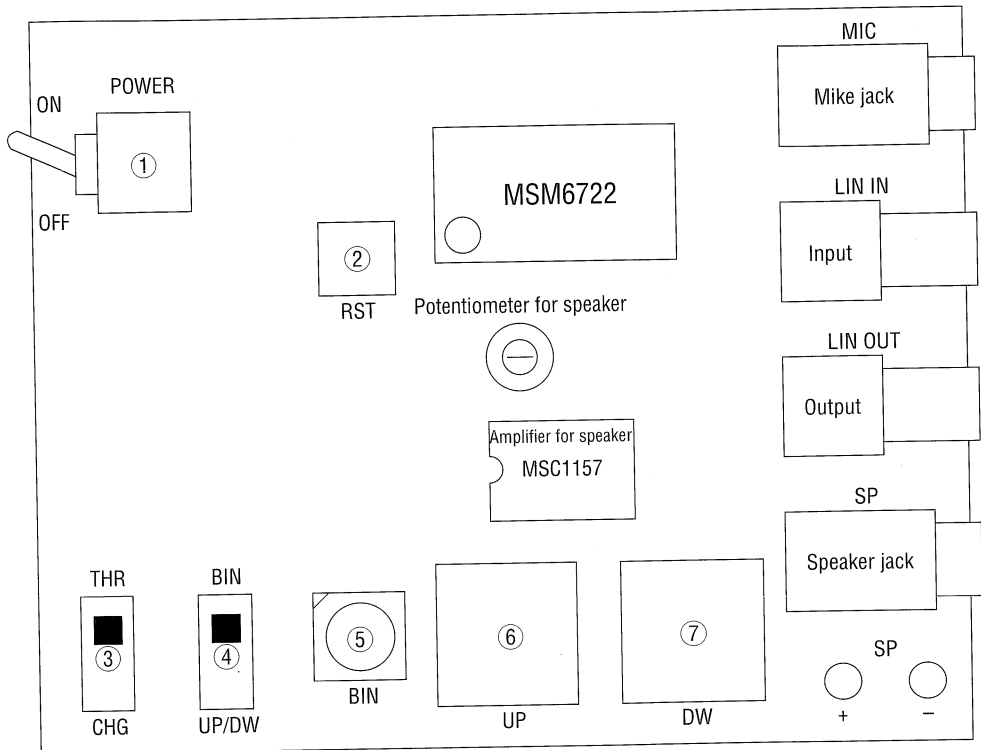 MIC
POWER
ON
Mike jack
①
MSM6722
OFF
LIN IN
②
Input
RST
Potentiometer for speaker
LIN OUT
Output
Amplifier for speaker
MSC1157
SP
Speaker jack
THR
BIN
③
④
⑤
⑥
⑦
CHG
UP/DW
BIN
UP
DW
SP
+
−